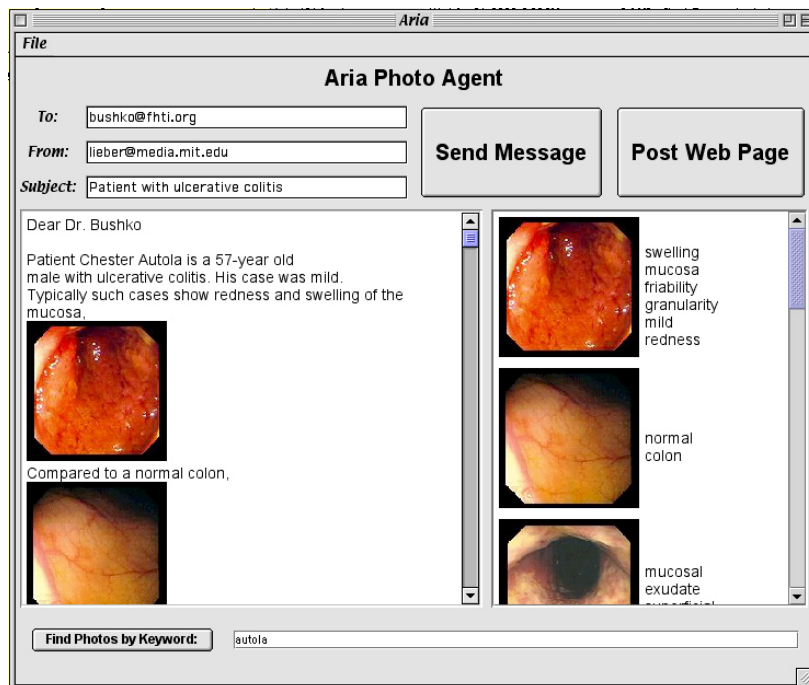 Aria
File
Aria Photo Agent
To:
bushko@fhti.org
From:
lieber@media.mit.edu
Subject:
Patient with ulcerative colitis
Send Message
Post Web Page
Dear Dr. Bushko
Patient Chester Autola is a 57-year old
male with ulcerative colitis. His case was mild.
Typically such cases show redness and swelling of the
mucosa,
Compared to a normal colon,
swelling
mucosa
friability
granularity
mild
redness
normal
colon
mucosal
exudate
superficial
Find Photos by Keyword:
autola